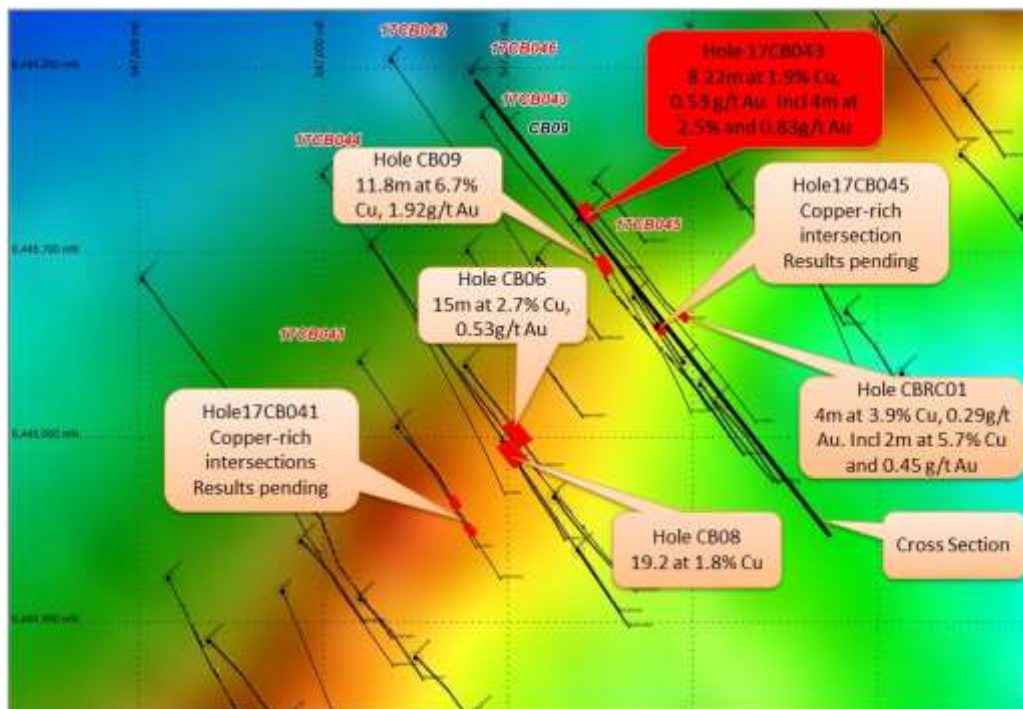 17CB042
17CB046
17CB043
CB09
17CB044
Hole 17CB043
8.22m at 1.9% Cu,
0.53 g/t Au. Incl 4m at
2.5% and 0.83g/t Au
Hole CB09
11.8m at 6.7%
Cu, 1.92g/t Au
17CB045
Hole17CB045
Copper-rich
intersection
Results pending
Hole CB06
15m at 2.7% Cu,
0.53g/t Au
17CB041
Hole17CB041
Copper-rich
intersections
Results pending
Hole CBRC01
4m at 3.9% Cu, 0.29g/t
Au. Incl 2m at 5.7% Cu
and 0.45 g/t Au
Hole CB08
19.2 at 1.8% Cu
Cross Section